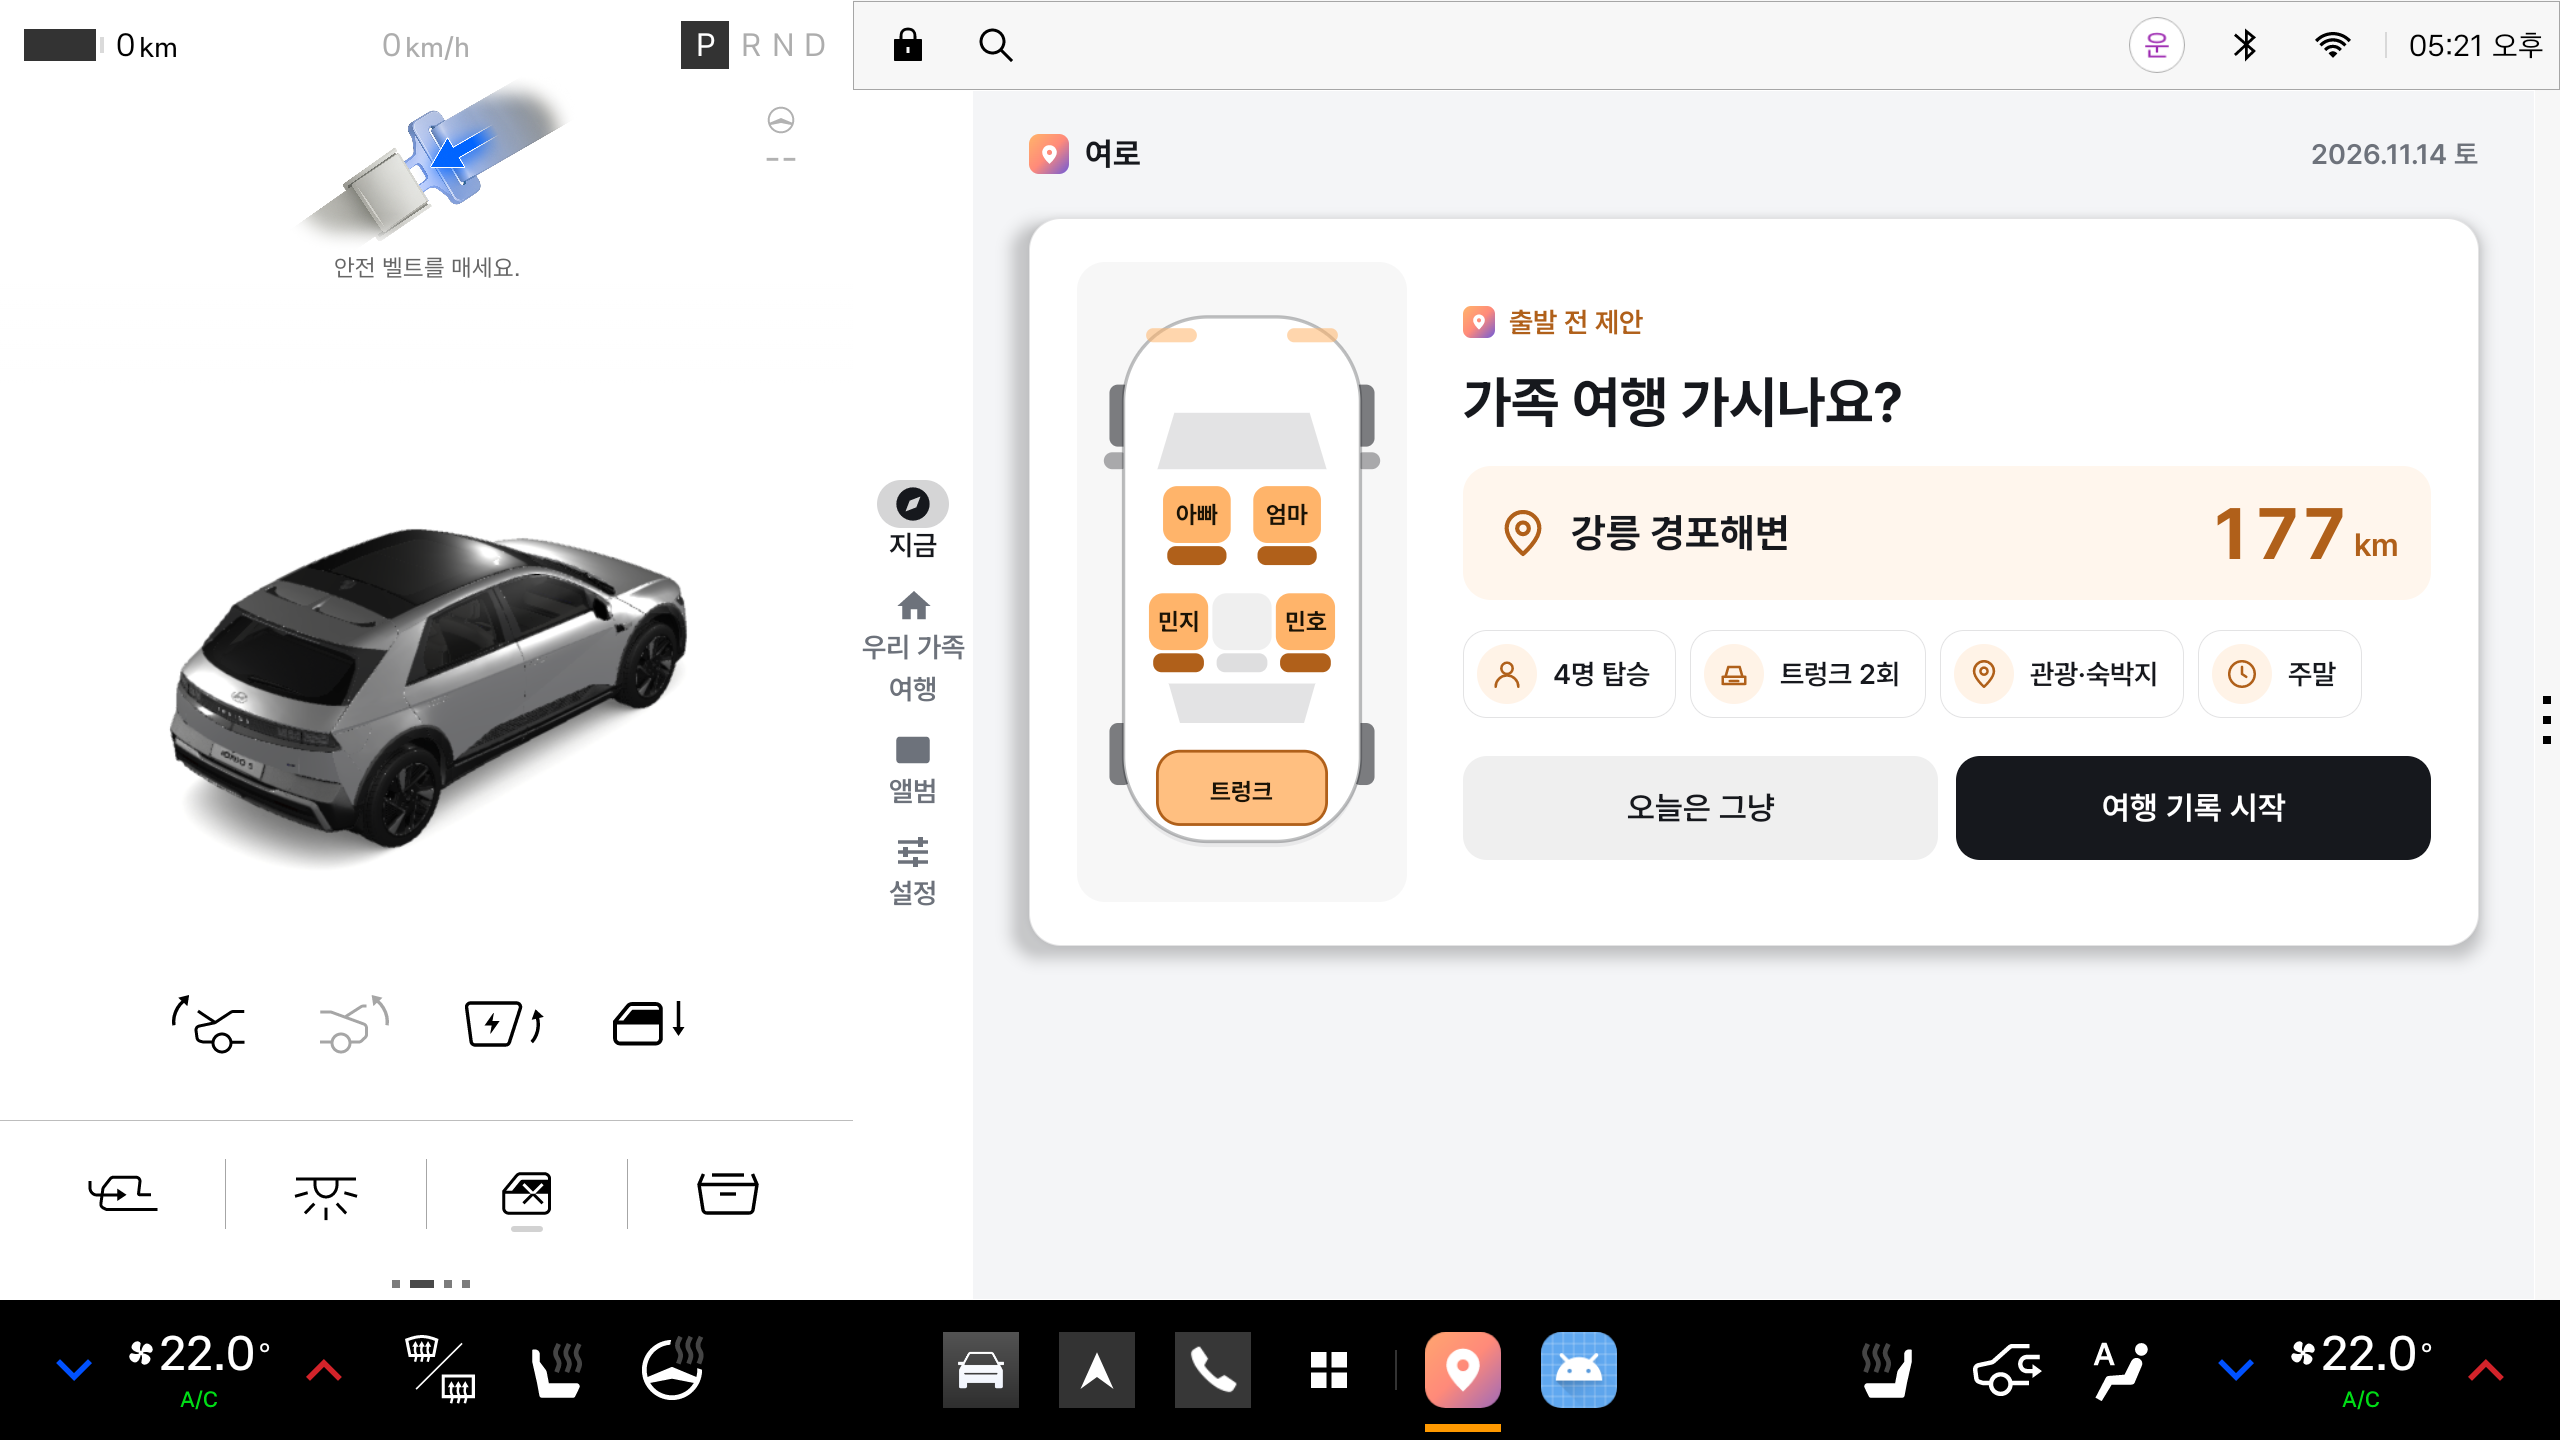 0 km
0 km/h
P R N D
안전 벨트를 매세요.
운
05:21 오후
여로
2026.11.14 토
지금
우리 가족
여행
앨범
설정
아빠
엄마
민지
민호
트렁크
출발 전 제안
가족 여행 가시나요?
강릉 경포해변
177 km
4명 탑승
트렁크 2회
관광·숙박지
주말
오늘은 그냥
여행 기록 시작
22.0°
A/C
A
22.0°
A/C